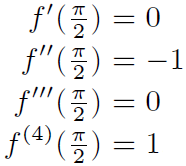 f′(π/2) = 0
f″(π/2) = −1
f‴(π/2) = 0
f⁽⁴⁾(π/2) = 1